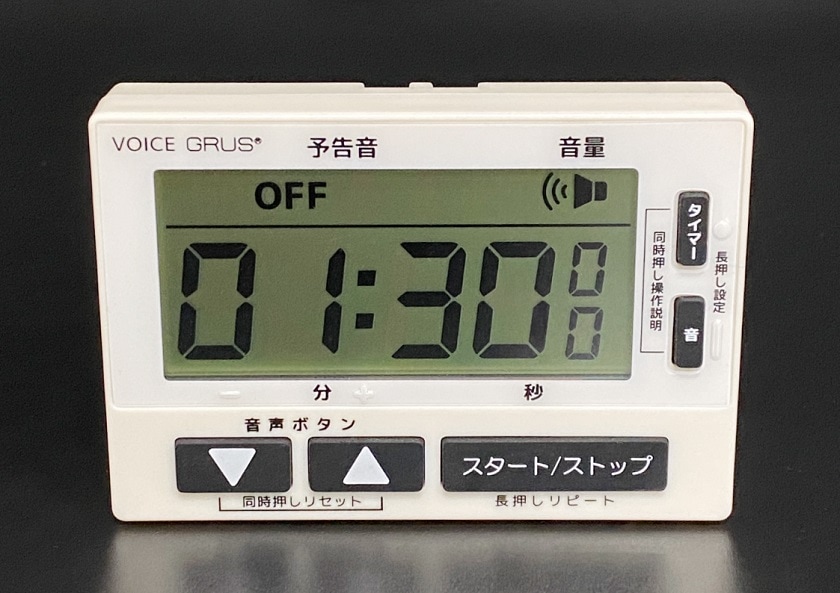 VOICE GRUS®
予告音
音量
OFF
01:30 00
分
秒
タイマー
長押し設定
同時押し操作説明
音
音声ボタン
▼
▲
スタート/ストップ
同時押しリセット
長押しリピート